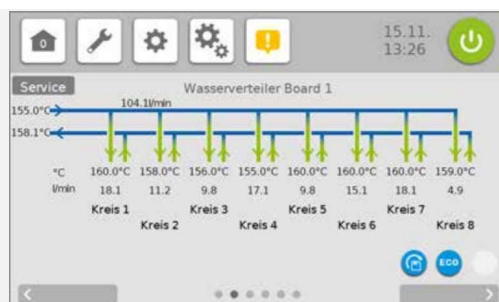 0
15.11.
13:26
Service
Wasserverteiler Board 1
155.0°C
104.1l/min
158.1°C
°C 160.0°C 158.0°C 156.0°C 155.0°C 160.0°C 160.0°C 160.0°C 159.0°C
l/min 18.1 11.2 9.8 17.1 9.8 15.1 18.1 4.9
Kreis 1 Kreis 3 Kreis 5 Kreis 7
Kreis 2 Kreis 4 Kreis 6 Kreis 8
ECO